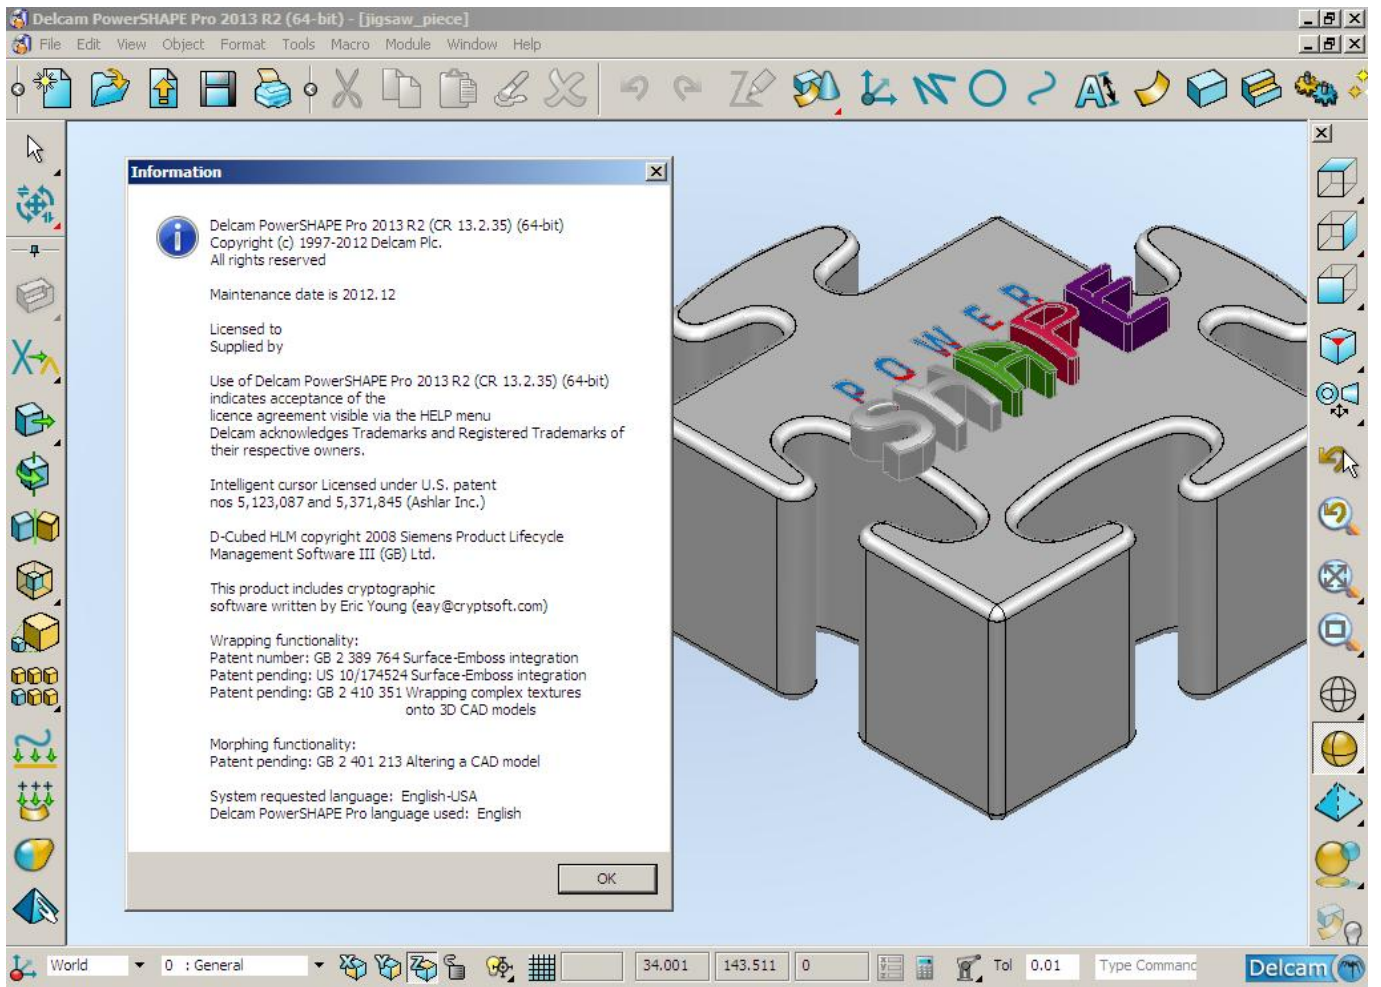 Delcam PowerSHAPE Pro 2013 R2 (64-bit) - [jigsaw_piece]
File Edit View Object Format Tools Macro Module Window Help
Information
Delcam PowerSHAPE Pro 2013 R2 (CR 13.2.35) (64-bit)
Copyright (c) 1997-2012 Delcam Plc.
All rights reserved
Maintenance date is 2012.12
Licensed to
Supplied by
Use of Delcam PowerSHAPE Pro 2013 R2 (CR 13.2.35) (64-bit)
indicates acceptance of the
licence agreement visible via the HELP menu
Delcam acknowledges Trademarks and Registered Trademarks of
their respective owners.
Intelligent cursor Licensed under U.S. patent
nos 5,123,087 and 5,371,845 (Ashlar Inc.)
D-Cubed HLM copyright 2008 Siemens Product Lifecycle
Management Software III (GB) Ltd.
This product includes cryptographic
software written by Eric Young (eay@cryptsoft.com)
Wrapping functionality:
Patent number: GB 2 389 764 Surface-Emboss integration
Patent pending: US 10/174524 Surface-Emboss integration
Patent pending: GB 2 410 351 Wrapping complex textures
onto 3D CAD models
Morphing functionality:
Patent pending: GB 2 401 213 Altering a CAD model
System requested language: English-USA
Delcam PowerSHAPE Pro language used: English
OK
POWER
SHAPE
World 0 : General 34.001 143.511 0 Tol 0.01 Type Command Delcam